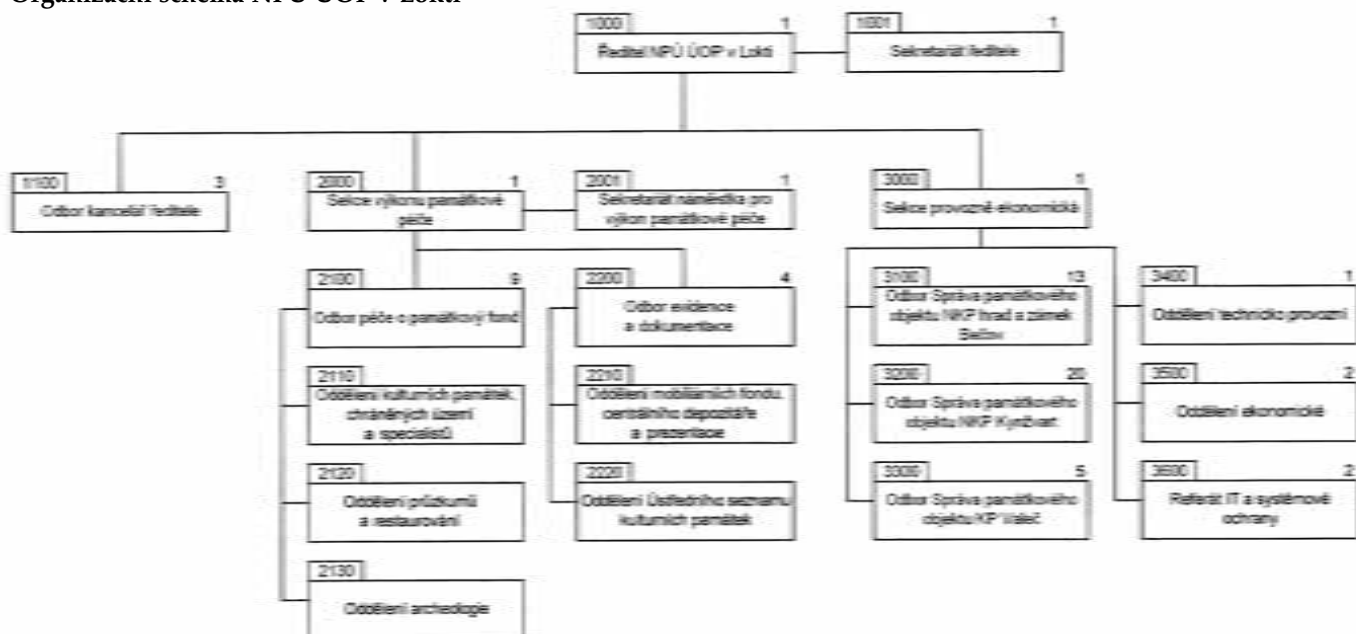 Organizační schéma NPÚ ÚOP v Lokti
1000 1
Ředitel NPÚ ÚOP v Lokti
1001 1
Sekretariát ředitele
1100 3
Odbor kancelář ředitele
2000 1
Sekce výkonu památkové
péče
2001 1
Sekretariát náměstka pro
výkon památkové péče
3000 1
Sekce provozně ekonomická
2100 9
Odbor péče o památkový fond
2200 4
Odbor evidence
a dokumentace
3100 13
Odbor Správa památkového
objektu NKP hrad a zámek
Bečov
3400 1
Oddělení technicko provozní
2110
Oddělení kulturních památek,
chráněných území
a specialistů
2210
Oddělení mobiliárních fondu,
centrálního depozitáře
a prezentace
3200 20
Odbor Správa památkového
objektu NKP Kynžvart
3500 2
Oddělení ekonomické
2120
Oddělení průzkumů
a restaurování
2220
Oddělení Ústředního seznamu
kulturních památek
3300 5
Odbor Správa památkového
objektu KP Valeč
3600 2
Referát IT a systémové
ochrany
2130
Oddělení archeologie